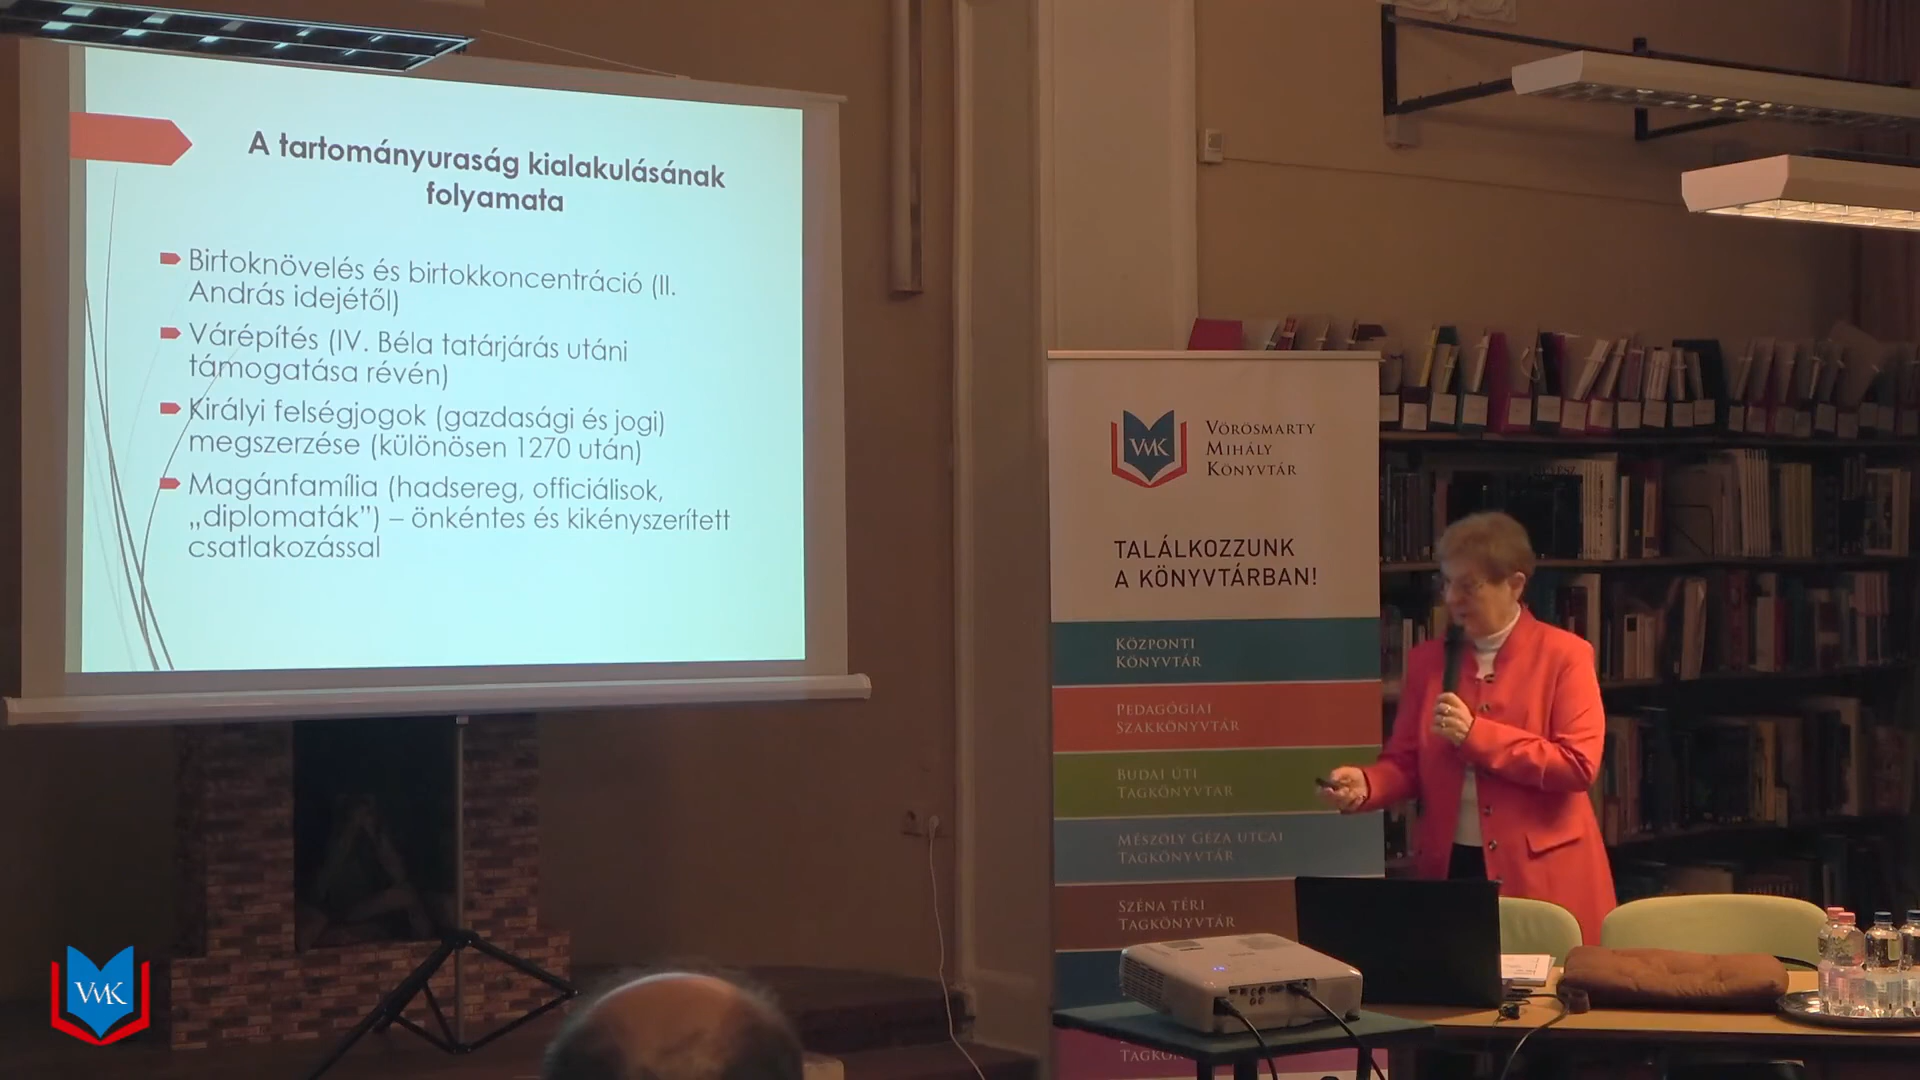 A tartományuraság kialakulásának
folyamata
Birtoknövelés és birtokkoncentráció (II.
András idejétől)
Várépítés (IV. Béla tatárjárás utáni
támogatása révén)
Királyi felségjogok (gazdasági és jogi)
megszerzése (különösen 1270 után)
Magánfamília (hadsereg, officiálisok,
„diplomaták”) – önkéntes és kikényszerített
csatlakozással
VMK
VÖRÖSMARTY
MIHÁLY
KÖNYVTÁR
TALÁLKOZZUNK
A KÖNYVTÁRBAN!
KÖZPONTI
KÖNYVTÁR
PEDAGÓGIAI
SZAKKÖNYVTÁR
BUDAI ÚTI
TAGKÖNYVTÁR
MÉSZÖLY GÉZA UTCAI
TAGKÖNYVTÁR
SZÉNA TÉRI
TAGKÖNYVTÁR
VMK